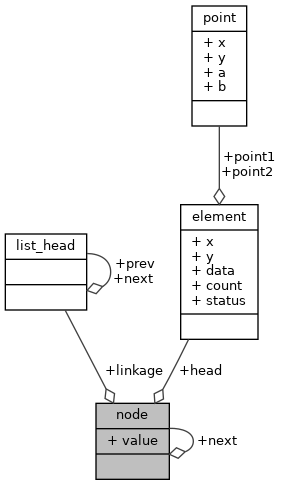 point
+ x
+ y
+ a
+ b
+point1
+point2
element
+ x
+ y
+ data
+ count
+ status
list_head
+prev
+next
+linkage
+head
node
+ value
+next